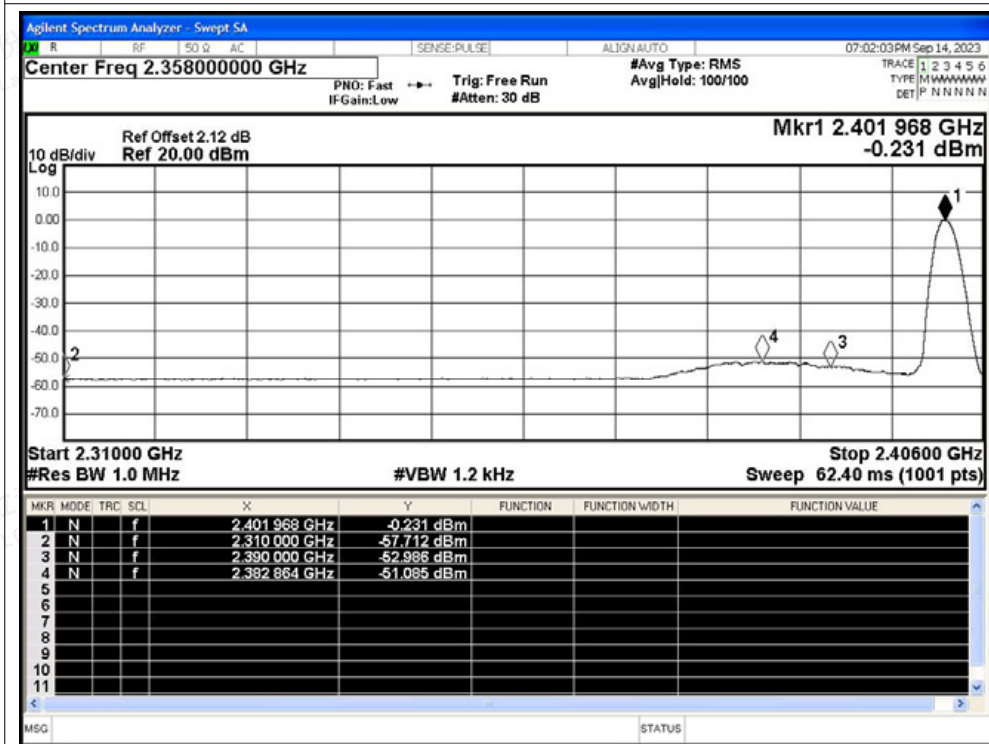 Agilent Spectrum Analyzer - Swept SA
LXI R RF 50 Ω AC SENSE:PULSE ALIGN AUTO 07:02:03 PM Sep 14, 2023
Center Freq 2.358000000 GHz
#Avg Type: RMS
TRACE 1 2 3 4 5 6
PNO: Fast Trig: Free Run Avg|Hold: 100/100
TYPE M W W W W W
IFGain:Low #Atten: 30 dB
DET P N N N N N
Ref Offset 2.12 dB
Mkr1 2.401 968 GHz
10 dB/div Ref 20.00 dBm
-0.231 dBm
Log
10.0
0.00
-10.0
-20.0
-30.0
-40.0
-50.0
-60.0
-70.0
1
2
4
3
Start 2.31000 GHz Stop 2.40600 GHz
#Res BW 1.0 MHz #VBW 1.2 kHz Sweep 62.40 ms (1001 pts)
MKR MODE TRC SCL X Y FUNCTION FUNCTION WIDTH FUNCTION VALUE
1 N f 2.401 968 GHz -0.231 dBm
2 N f 2.310 000 GHz -57.712 dBm
3 N f 2.390 000 GHz -52.986 dBm
4 N f 2.382 864 GHz -51.085 dBm
5
6
7
8
9
10
11
MSG STATUS